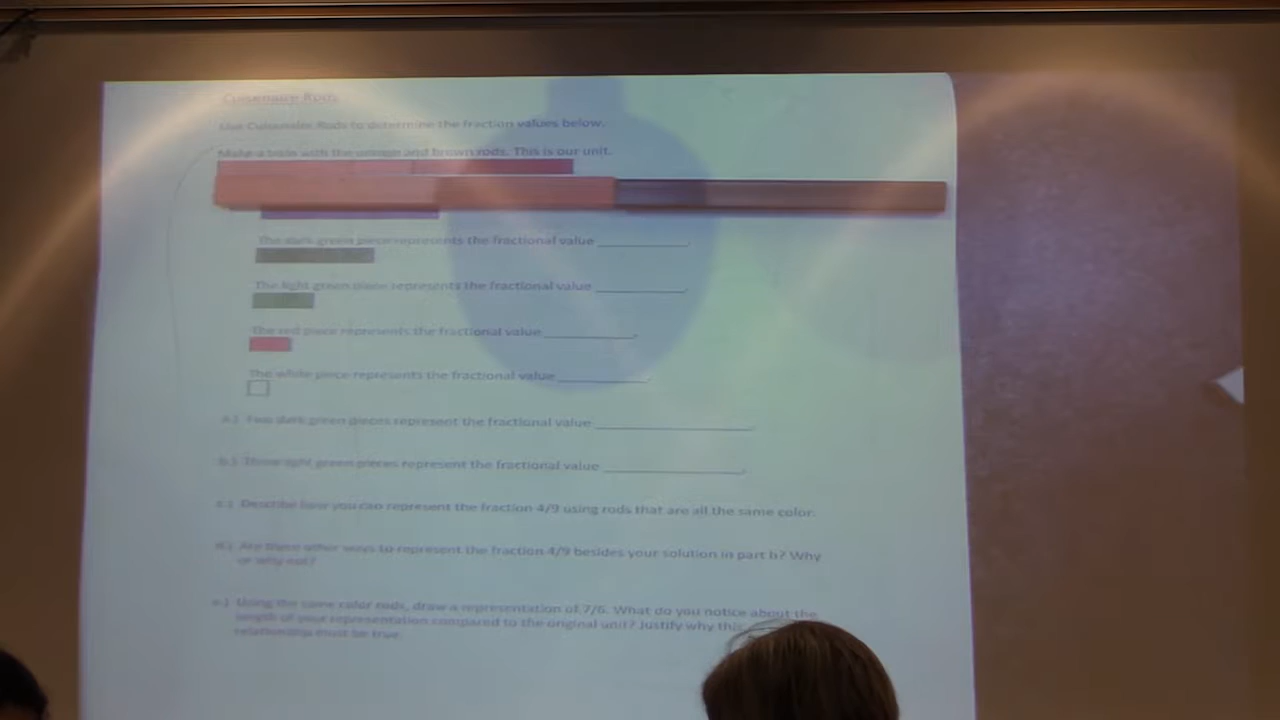 Cuisenaire Rods
Use Cuisenaire Rods to determine the fraction values below.
Make a train with the orange and brown rods. This is our unit.
The dark green piece represents the fractional value ___________.
The light green piece represents the fractional value ___________.
The red piece represents the fractional value ___________.
The white piece represents the fractional value ___________.
a.) Two dark green pieces represent the fractional value ___________________.
b.) Three light green pieces represent the fractional value _________________.
c.) Describe how you can represent the fraction 4/9 using rods that are all the same color.
d.) Are there other ways to represent the fraction 4/9 besides your solution in part b? Why
or why not?
e.) Using the same color rods, draw a representation of 7/6. What do you notice about the
length of your representation compared to the original unit? Justify why this
relationship must be true.